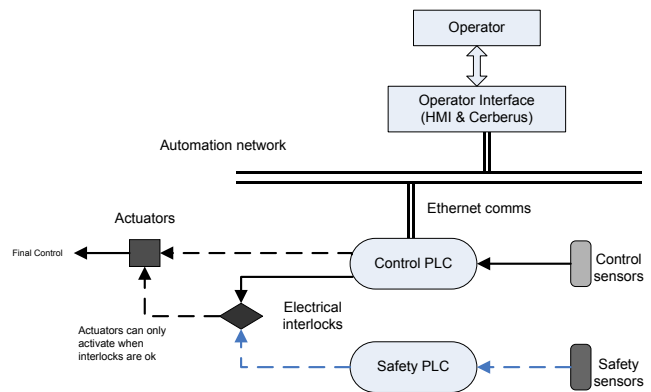 Operator
Operator Interface
(HMI & Cerberus)
Automation network
Ethernet comms
Actuators
Final Control
Control PLC
Control
sensors
Electrical
interlocks
Actuators can only
activate when
interlocks are ok
Safety PLC
Safety
sensors